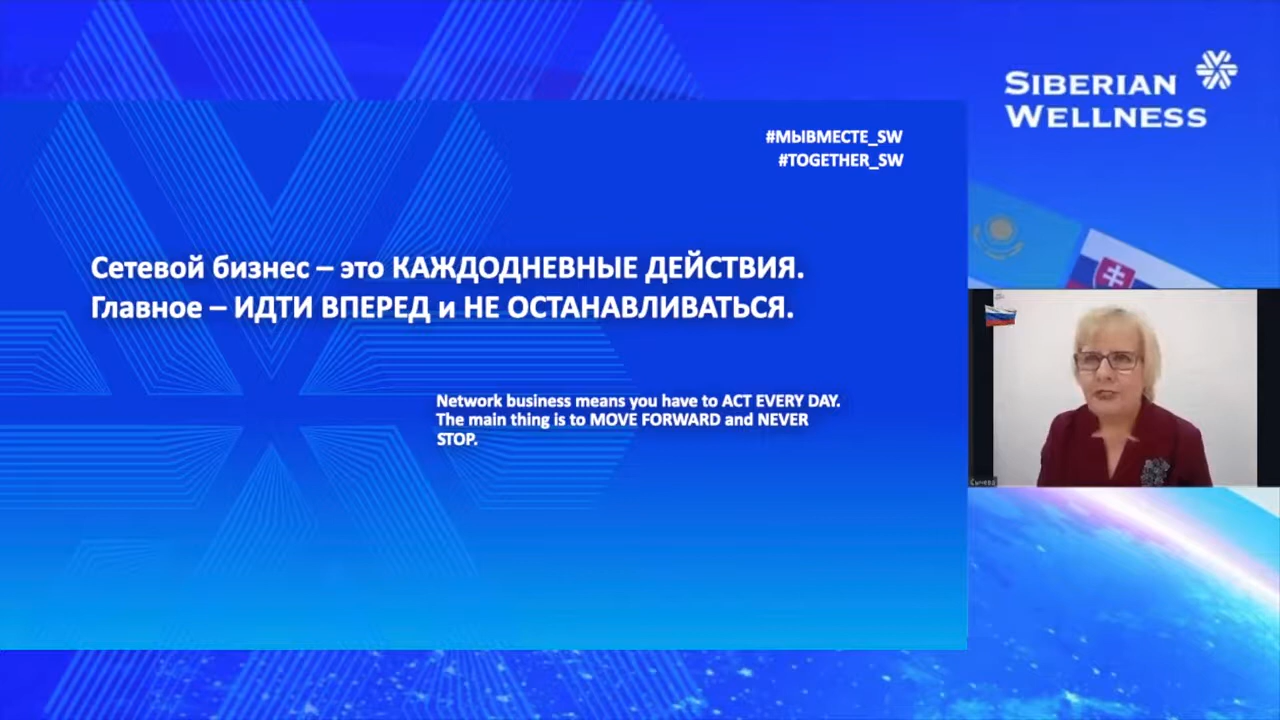 SIBERIAN
WELLNESS
#МЫВМЕСТЕ_SW
#TOGETHER_SW
Сетевой бизнес – это КАЖДОДНЕВНЫЕ ДЕЙСТВИЯ.
Главное – ИДТИ ВПЕРЕД и НЕ ОСТАНАВЛИВАТЬСЯ.
Network business means you have to ACT EVERY DAY.
The main thing is to MOVE FORWARD and NEVER
STOP.
Сычева